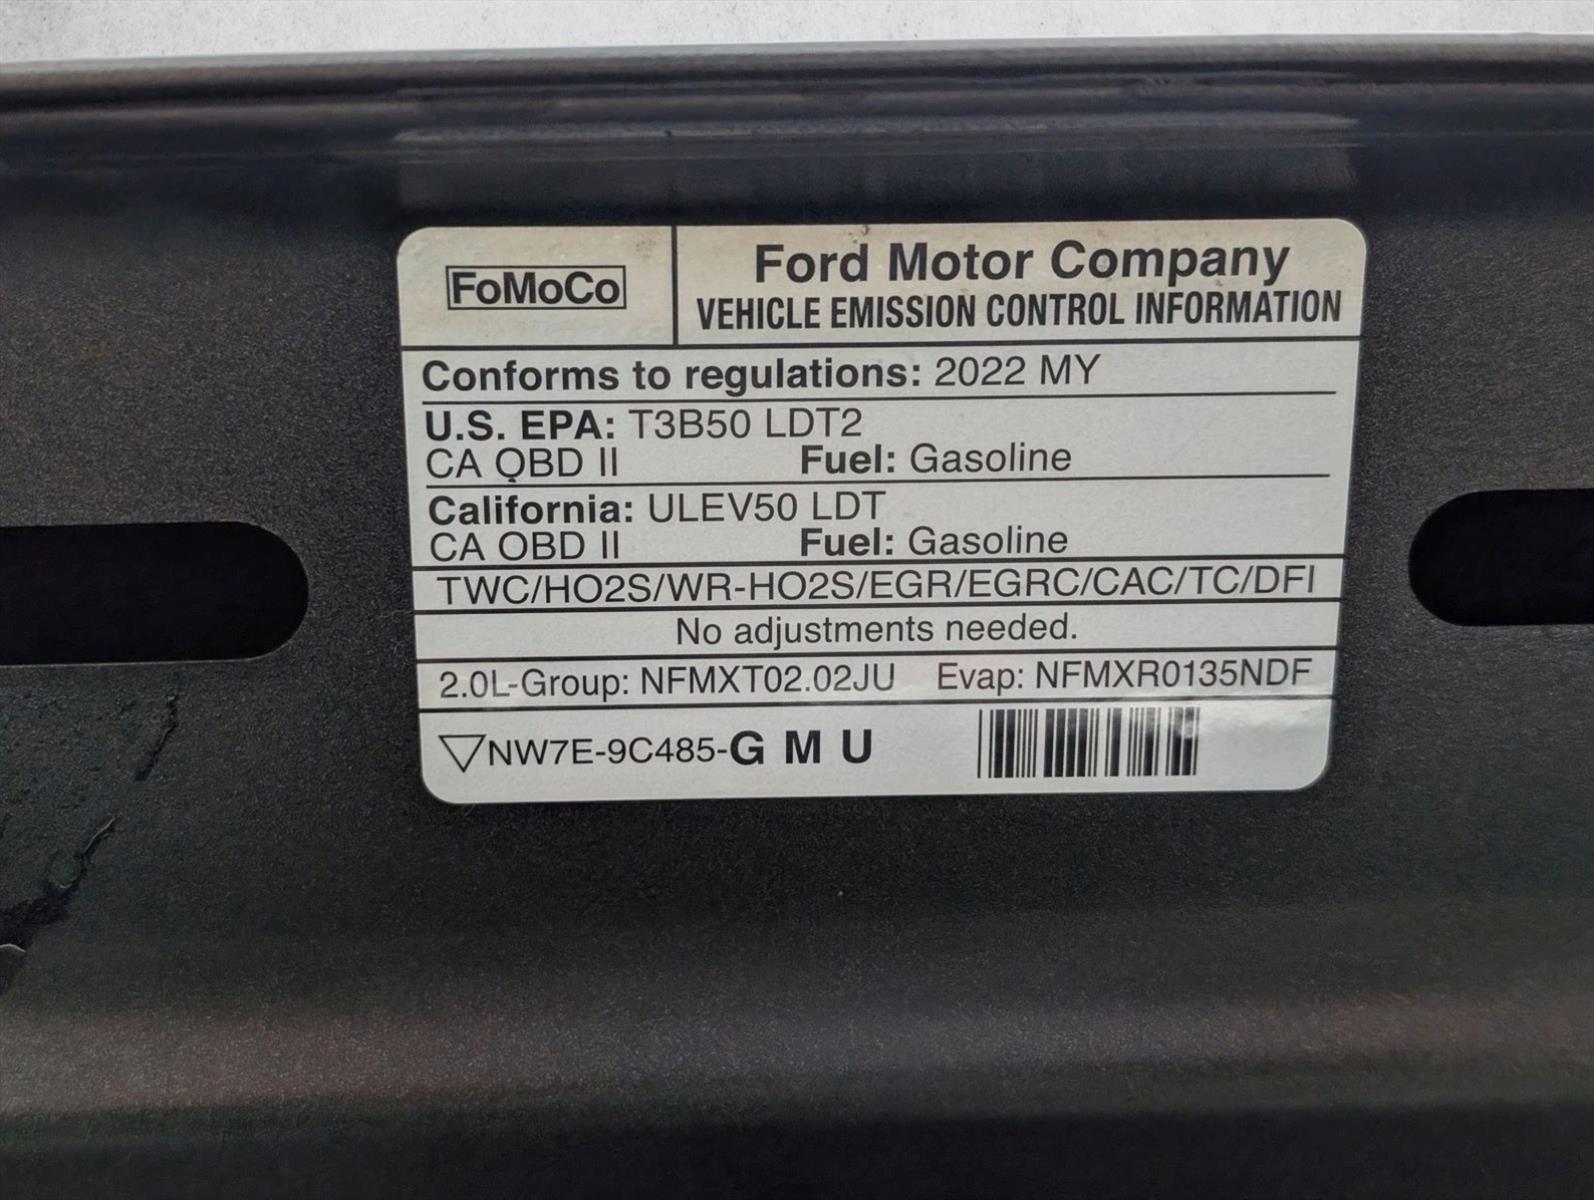 FoMoCo
Ford Motor Company
VEHICLE EMISSION CONTROL INFORMATION
Conforms to regulations: 2022 MY
U.S. EPA: T3B50 LDT2
CA OBD II Fuel: Gasoline
California: ULEV50 LDT
CA OBD II Fuel: Gasoline
TWC/HO2S/WR-HO2S/EGR/EGRC/CAC/TC/DFI
No adjustments needed.
2.0L-Group: NFMXT02.02JU Evap: NFMXR0135NDF
▽NW7E-9C485-G M U